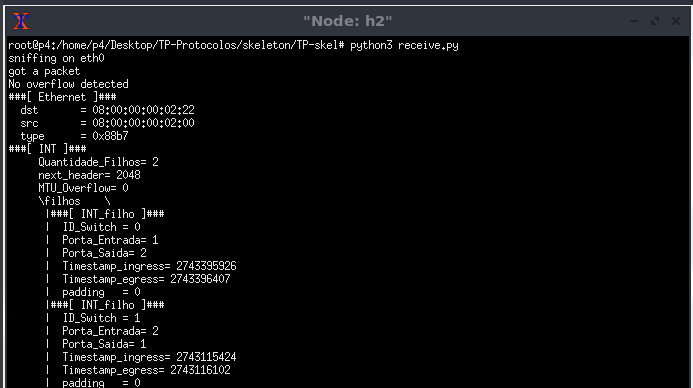 "Node: h2"
root@p4:/home/p4/Desktop/TP-Protocolos/skeleton/TP-skel# python3 receive.py
sniffing on eth0
got a packet
No overflow detected
###[ Ethernet ]###
  dst       = 08:00:00:00:02:22
  src       = 08:00:00:00:02:00
  type      = 0x88b7
###[ INT ]###
     Quantidade_Filhos= 2
     next_header= 2048
     MTU_Overflow= 0
     \filhos    \
      |###[ INT_filho ]###
      |  ID_Switch = 0
      |  Porta_Entrada= 1
      |  Porta_Saida= 2
      |  Timestamp_ingress= 2743395926
      |  Timestamp_egress= 2743396407
      |  padding   = 0
      |###[ INT_filho ]###
      |  ID_Switch = 1
      |  Porta_Entrada= 2
      |  Porta_Saida= 1
      |  Timestamp_ingress= 2743115424
      |  Timestamp_egress= 2743116102
      |  padding   = 0